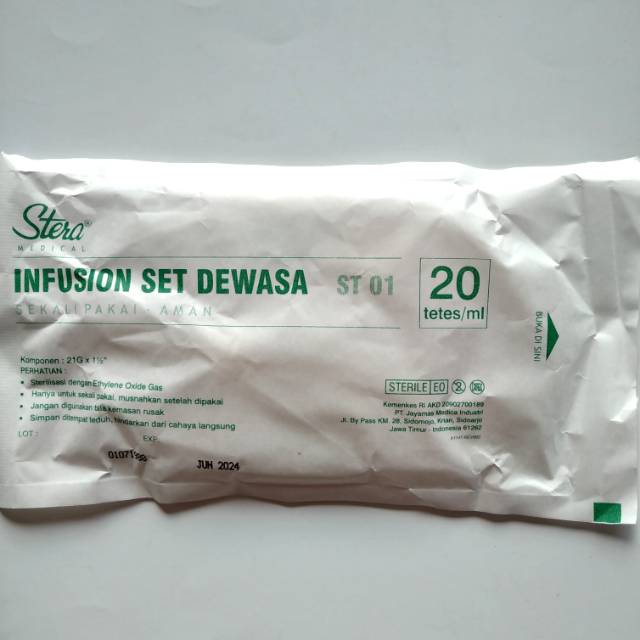 Stera
MEDICAL
INFUSION SET DEWASA ST 01
SEKALI PAKAI - AMAN
20
tetes/ml
BUKA DI SINI
Komponen : 21G x 1½"
PERHATIAN :
• Sterilisasi dengan Ethylene Oxide Gas
• Hanya untuk sekali pakai, musnahkan setelah dipakai
• Jangan digunakan bila kemasan rusak
• Simpan ditempat teduh, hindarkan dari cahaya langsung
LOT :
EXP
JUN 2024
STERILE EO
Kemenkes RI AKD 20902700189
PT. Jayamas Medica Industri
Jl. By Pass KM. 28, Sidomojo, Krian, Sidoarjo
Jawa Timur - Indonesia 61262